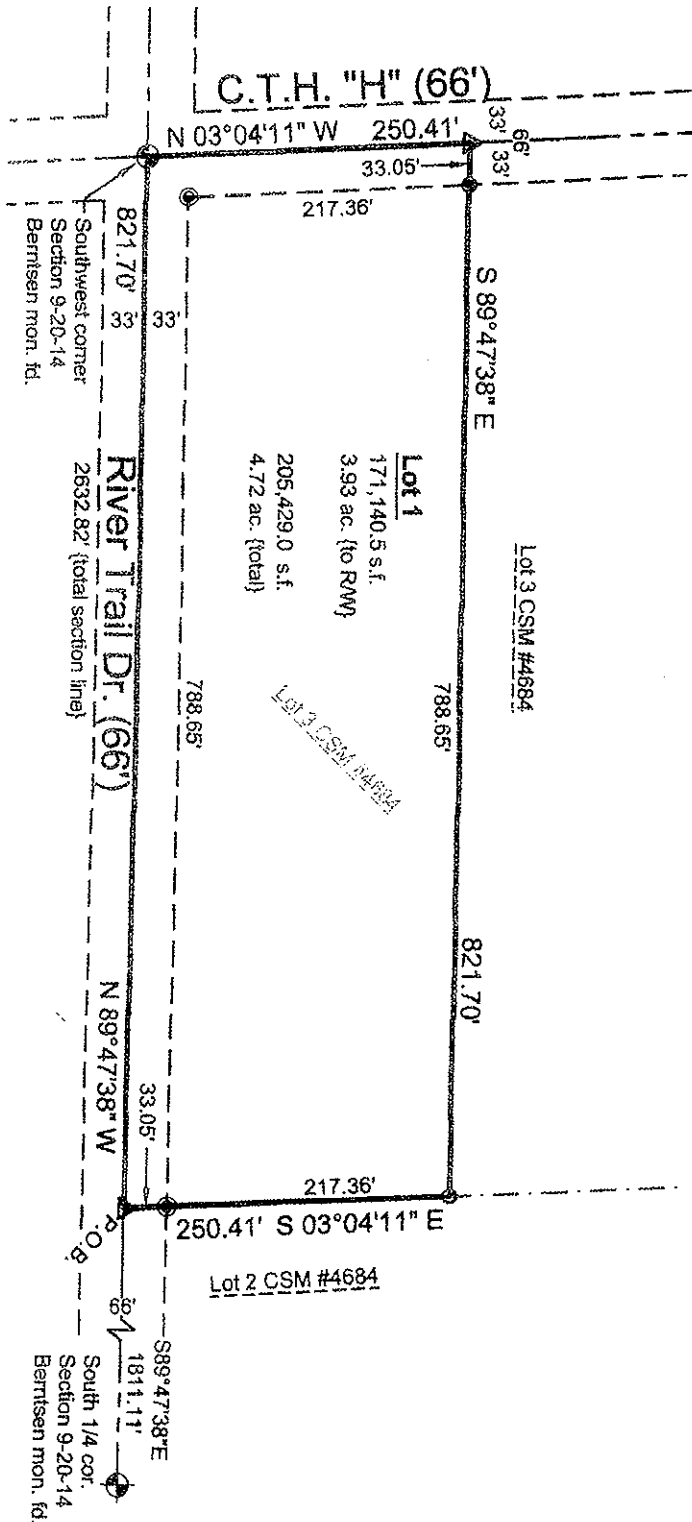 C.T.H. "H" (66')
N 03°04'11" W 250.41'
33'
66'
33'
33.05'
217.36'
821.70'
33'
33'
Southwest corner
Section 9-20-14
Berntsen mon. fd.
S 89°47'38" E
Lot 3 CSM #4684
Lot 1
171,140.5 s.f.
3.93 ac. {to R/W}
205,429.0 s.f.
4.72 ac. {total}
River Trail Dr. (66')
2632.82' {total section line}
788.65'
Lot 3 CSM #4684
788.65'
821.70'
N 89°47'38" W
33.05'
217.36'
250.41' S 03°04'11" E
P.O.B.
Lot 2 CSM #4684
66'
S89°47'38"E
1811.11'
South 1/4 cor.
Section 9-20-14
Berntsen mon. fd.